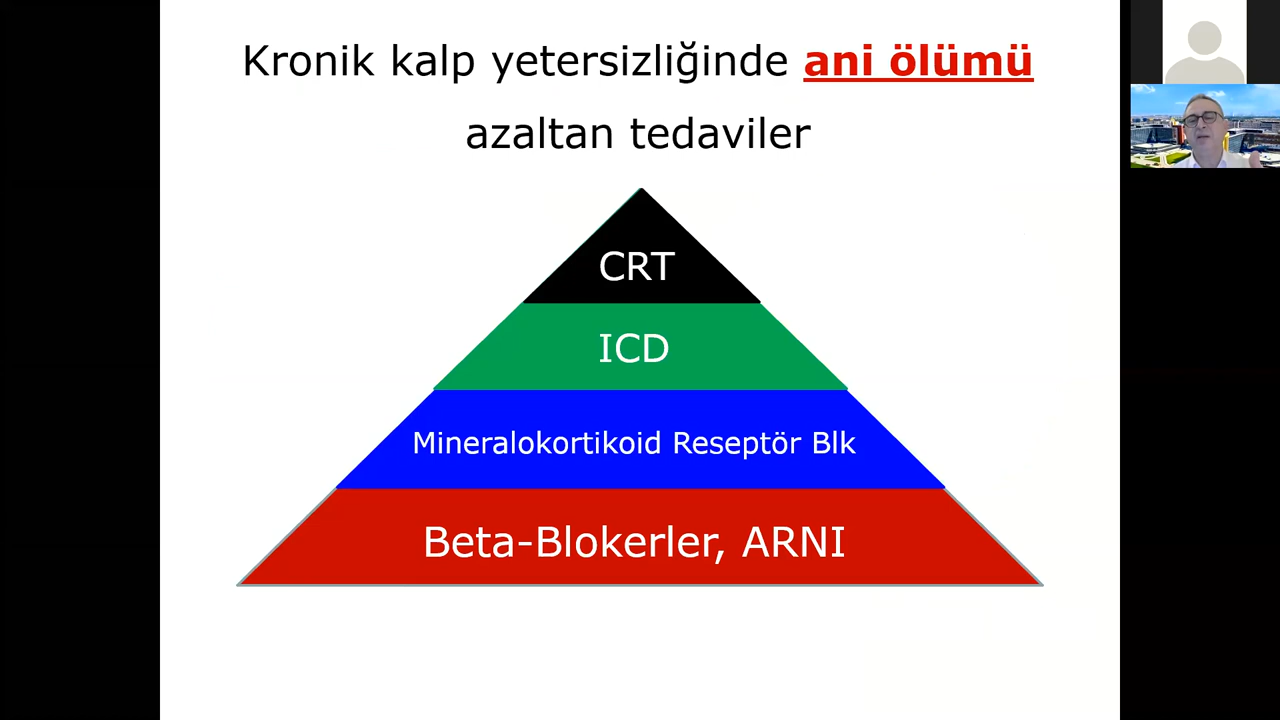 Kronik kalp yetersizliğinde ani ölümü
azaltan tedaviler
CRT
ICD
Mineralokortikoid Reseptör Blk
Beta-Blokerler, ARNI